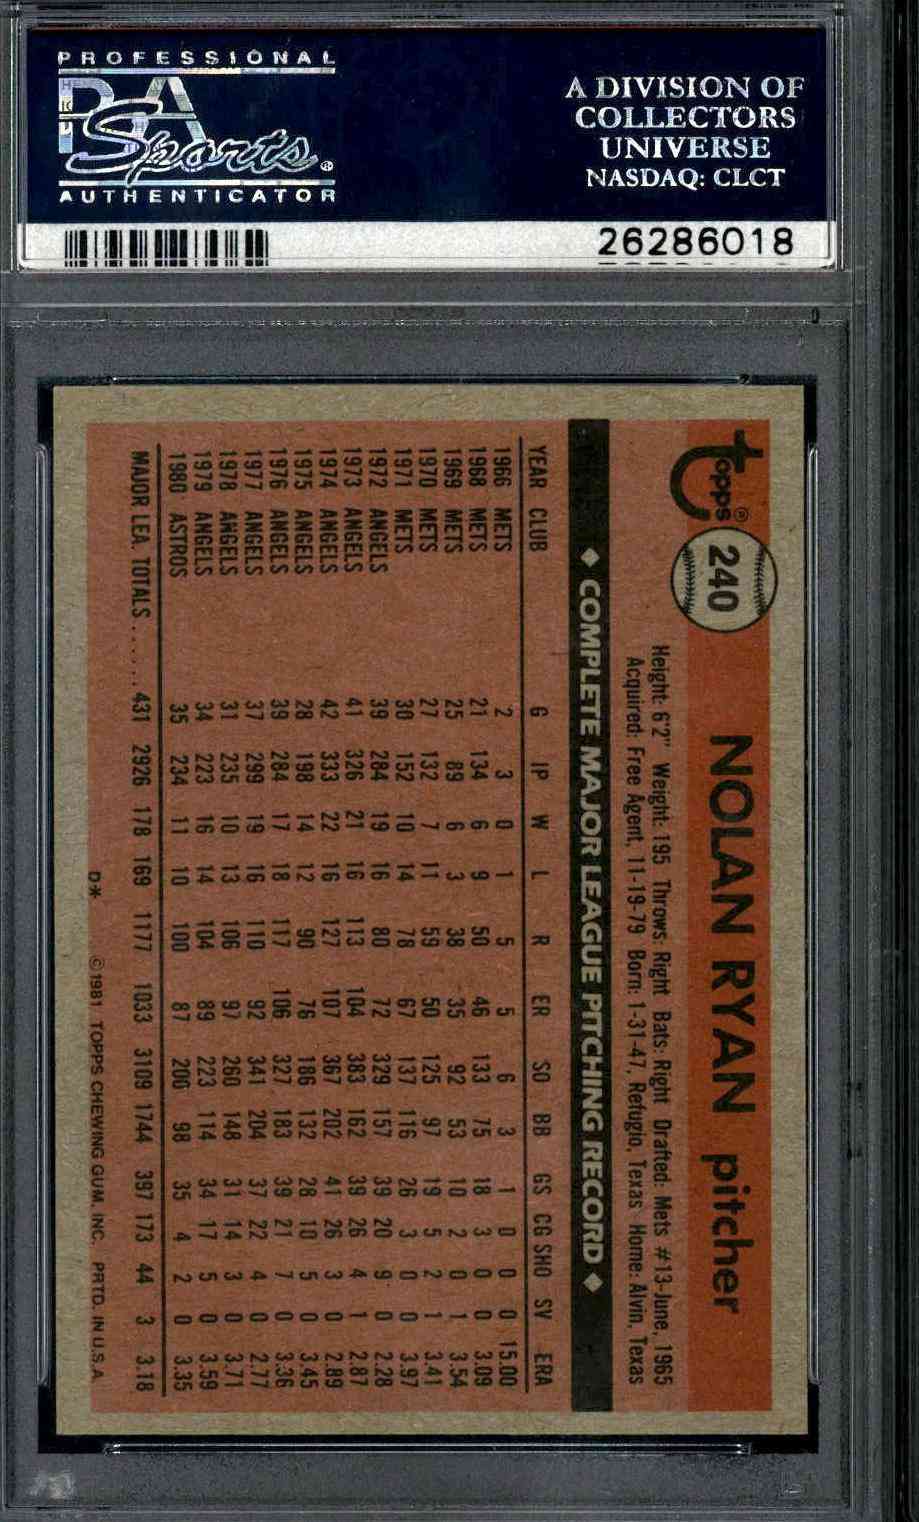 PROFESSIONAL
PSA
Sports®
AUTHENTICATOR
A DIVISION OF
COLLECTORS
UNIVERSE
NASDAQ: CLCT
26286018
topps®
240
NOLAN RYAN pitcher
Height: 6'2" Weight: 195 Throws: Right Bats: Right Drafted: Mets #13-June, 1965
Acquired: Free Agent, 11-19-79 Born: 1-31-47, Refugio, Texas Home: Alvin, Texas
◆ COMPLETE MAJOR LEAGUE PITCHING RECORD ◆
YEAR CLUB G IP W L R ER SO BB GS CG SHO SV ERA
1966 METS 2 3 0 1 5 5 6 3 1 0 0 0 15.00
1968 METS 21 134 6 9 50 46 133 75 18 3 0 0 3.09
1969 METS 25 89 6 3 38 35 92 53 10 2 0 1 3.54
1970 METS 27 132 7 11 59 50 125 97 19 5 2 1 3.41
1971 METS 30 152 10 14 78 67 137 116 26 3 0 0 3.97
1972 ANGELS 39 284 19 16 80 72 329 157 39 20 9 0 2.28
1973 ANGELS 41 326 21 16 113 104 383 162 39 26 4 1 2.87
1974 ANGELS 42 333 22 16 127 107 367 202 41 26 3 0 2.89
1975 ANGELS 28 198 14 12 90 76 186 132 28 10 5 0 3.45
1976 ANGELS 39 284 17 18 117 106 327 183 39 21 7 0 3.36
1977 ANGELS 37 299 19 16 110 92 341 204 37 22 4 0 2.77
1978 ANGELS 31 235 10 13 106 97 260 148 31 14 3 0 3.71
1979 ANGELS 34 223 16 14 104 89 223 114 34 17 5 0 3.59
1980 ASTROS 35 234 11 10 100 87 200 98 35 4 2 0 3.35
MAJOR LEA. TOTALS...... 431 2926 178 169 1177 1033 3109 1744 397 173 44 3 3.18
D* ©1981 TOPPS CHEWING GUM, INC. PRTD. IN U.S.A.